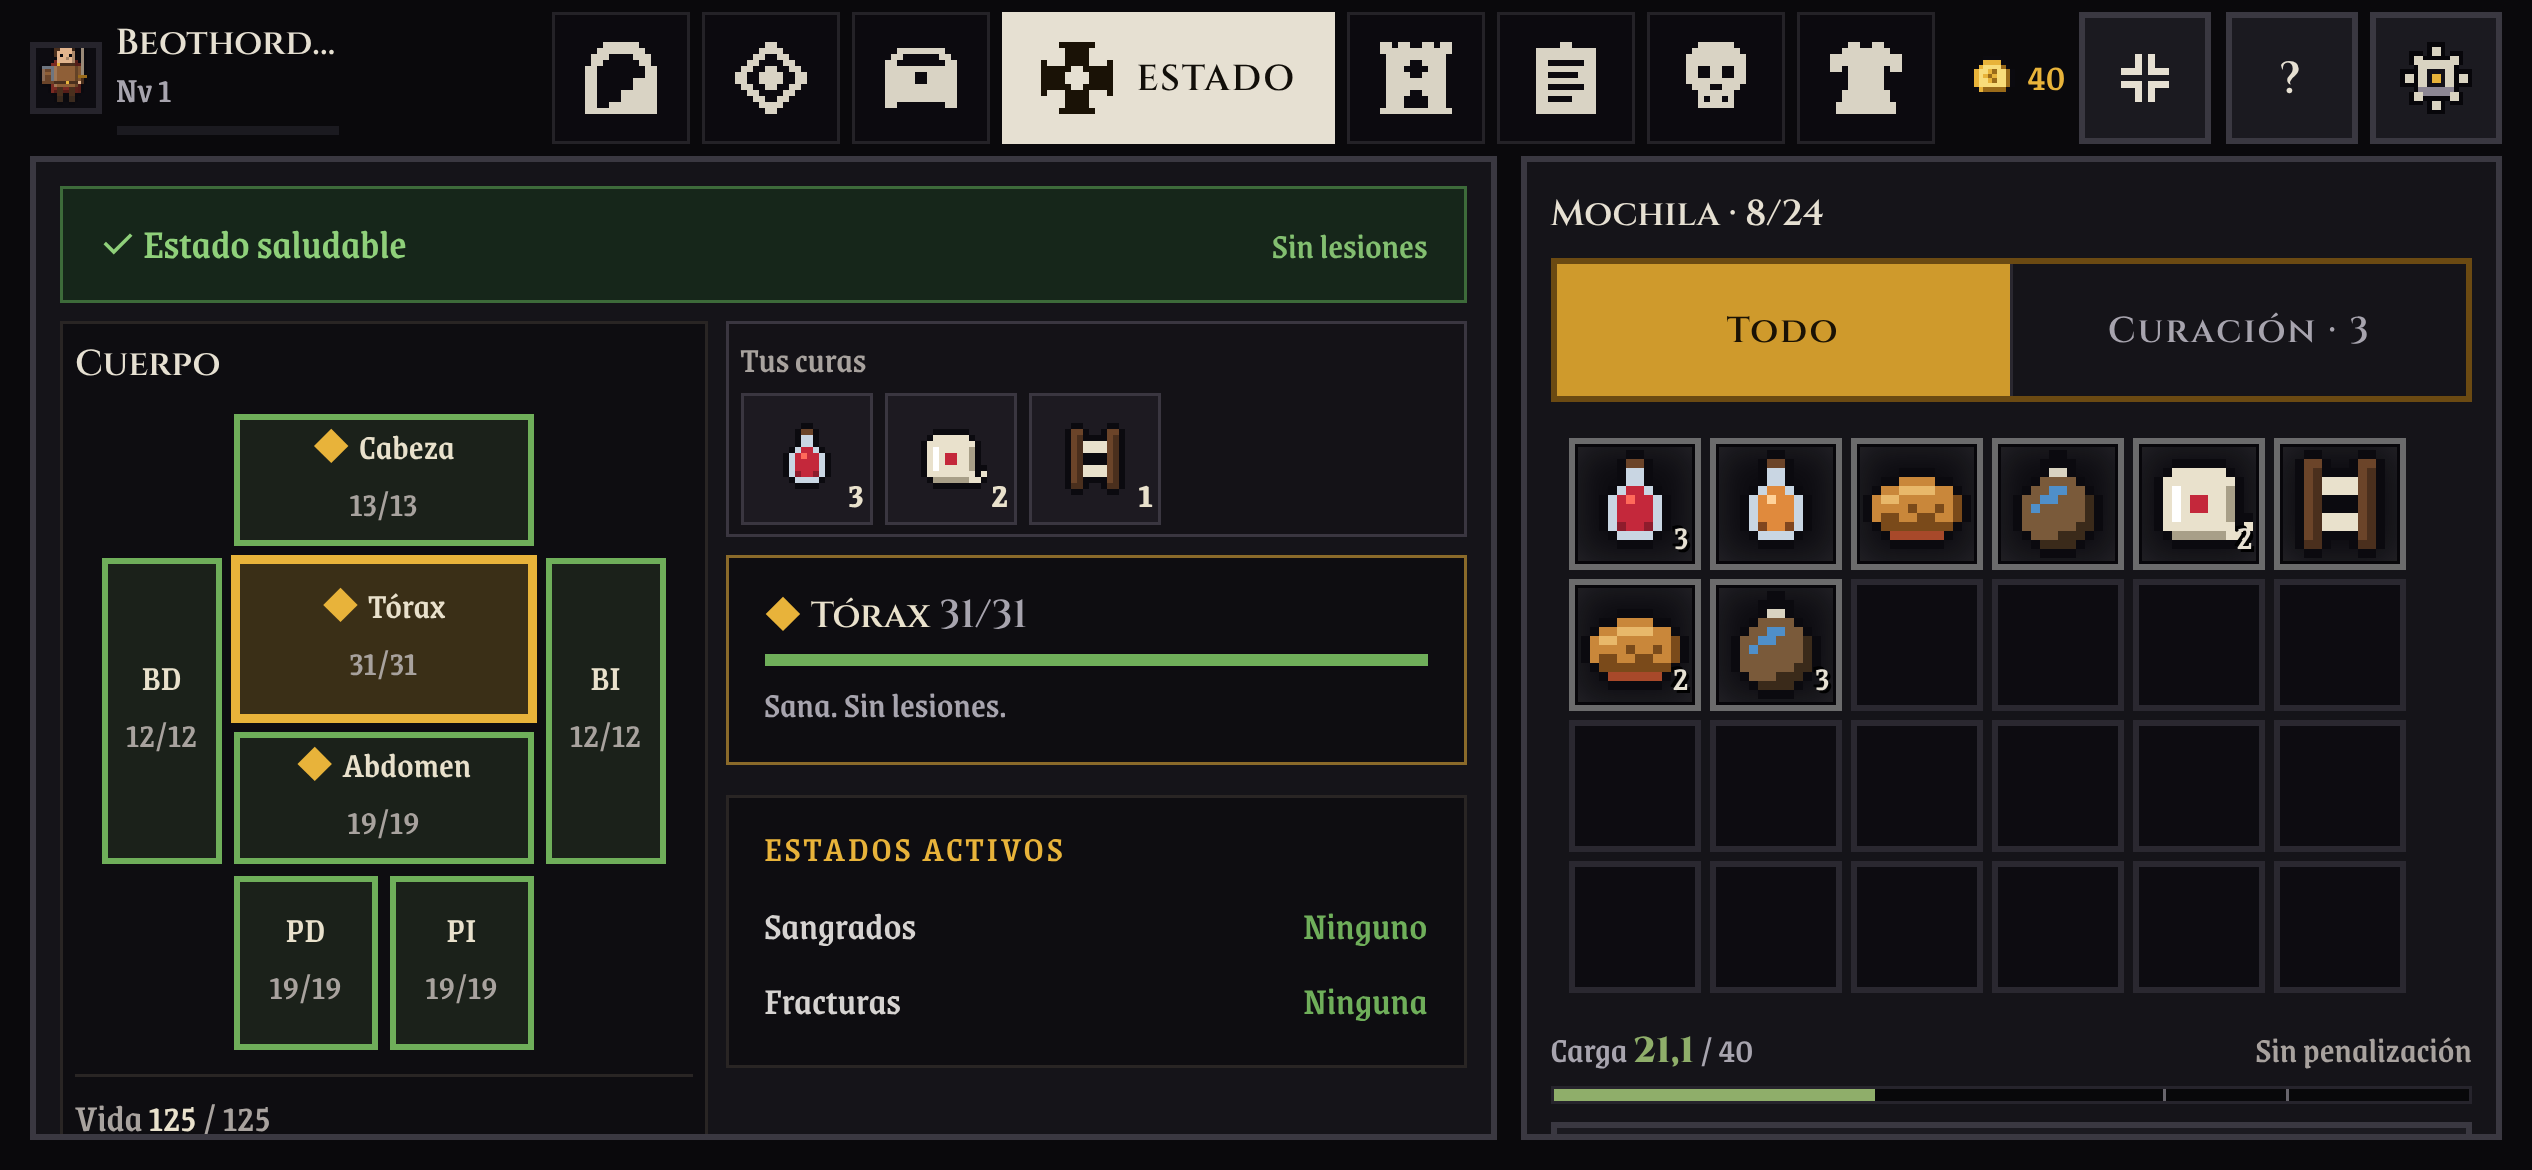 Beothord...
Nv 1
ESTADO
40
?
✓ Estado saludable
Sin lesiones
Cuerpo
Cabeza
13/13
Tórax
31/31
BD
12/12
BI
12/12
Abdomen
19/19
PD
19/19
PI
19/19
Vida 125 / 125
Tus curas
3
2
1
Tórax 31/31
Sana. Sin lesiones.
ESTADOS ACTIVOS
Sangrados
Ninguno
Fracturas
Ninguna
Mochila · 8/24
Todo
Curación · 3
3
2
2
3
Carga 21,1 / 40
Sin penalización